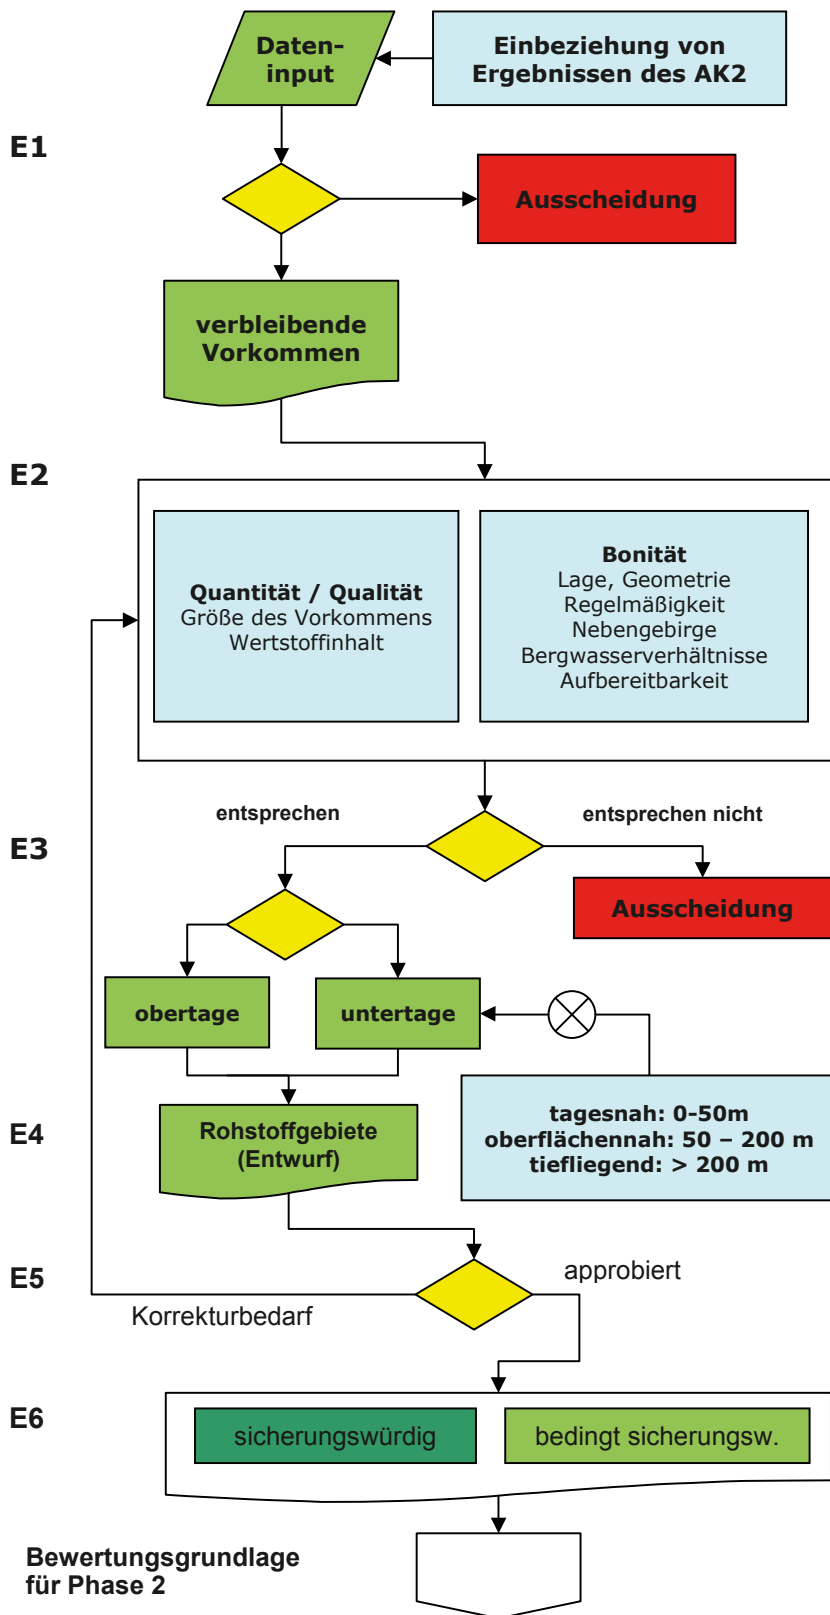 Daten-
input
Einbeziehung von
Ergebnissen des AK2
E1
Ausscheidung
verbleibende
Vorkommen
E2
Quantität / Qualität
Größe des Vorkommens
Wertstoffinhalt
Bonität
Lage, Geometrie
Regelmäßigkeit
Nebengebirge
Bergwasserverhältnisse
Aufbereitbarkeit
entsprechen
entsprechen nicht
E3
Ausscheidung
obertage
untertage
E4
Rohstoffgebiete
(Entwurf)
tagesnah: 0-50m
oberflächennah: 50 – 200 m
tiefliegend: > 200 m
E5
approbiert
Korrekturbedarf
E6
sicherungswürdig
bedingt sicherungsw.
Bewertungsgrundlage
für Phase 2